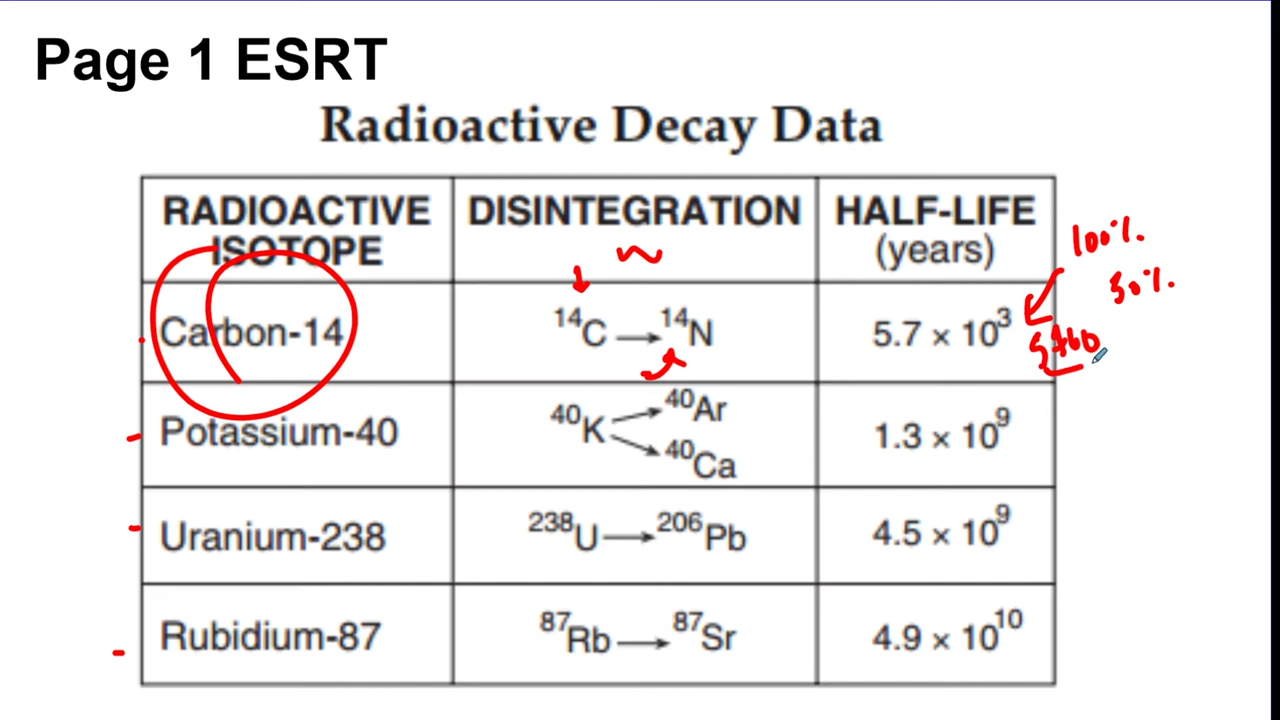 Page 1 ESRT
Radioactive Decay Data
RADIOACTIVE ISOTOPE DISINTEGRATION HALF-LIFE (years)
100%
50%
Carbon-14 ¹⁴C → ¹⁴N 5.7 × 10³
Potassium-40 ⁴⁰K → ⁴⁰Ar ⁴⁰Ca 1.3 × 10⁹
Uranium-238 ²³⁸U → ²⁰⁶Pb 4.5 × 10⁹
Rubidium-87 ⁸⁷Rb → ⁸⁷Sr 4.9 × 10¹⁰